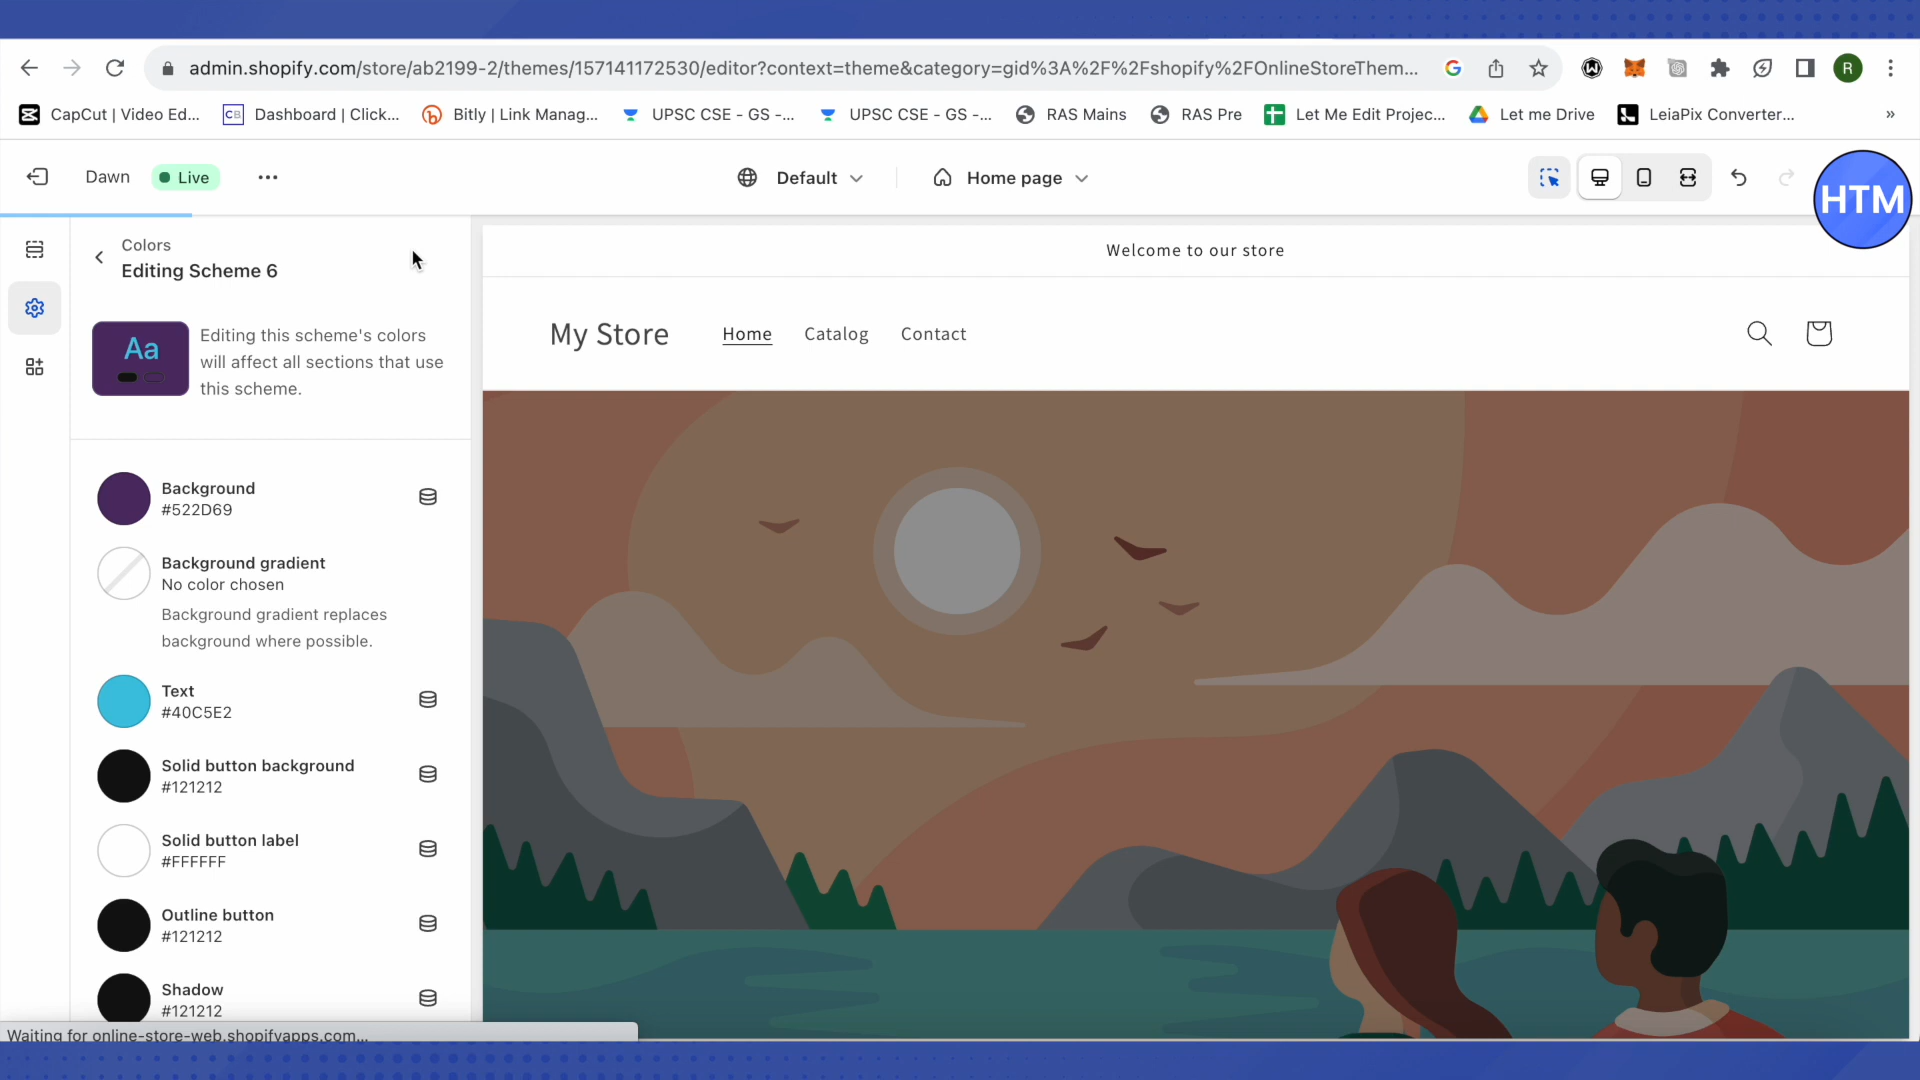 admin.shopify.com/store/ab2199-2/themes/157141172530/editor?context=theme&category=gid%3A%2F%2Fshopify%2FOnlineStoreThem...
R
CapCut | Video Ed...
CB Dashboard | Click...
Bitly | Link Manag...
UPSC CSE - GS -...
UPSC CSE - GS -...
RAS Mains
RAS Pre
Let Me Edit Projec...
Let me Drive
LeiaPix Converter...
»
Dawn
Live
Default
Home page
HTM
Colors
Editing Scheme 6
Aa
Editing this scheme's colors
will affect all sections that use
this scheme.
Background
#522D69
Background gradient
No color chosen
Background gradient replaces
background where possible.
Text
#40C5E2
Solid button background
#121212
Solid button label
#FFFFFF
Outline button
#121212
Shadow
#121212
Waiting for online-store-web.shopifyapps.com...
Welcome to our store
My Store
Home
Catalog
Contact